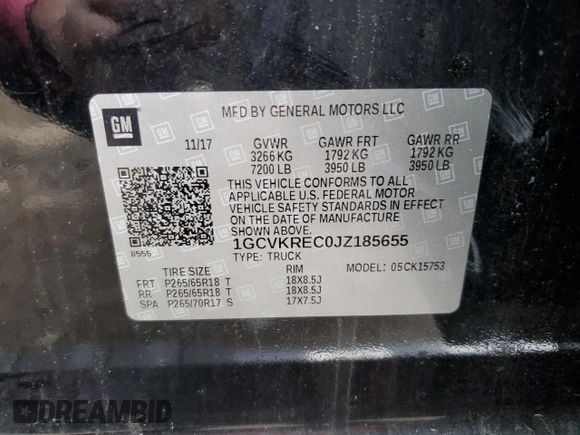 GM
MFD BY GENERAL MOTORS LLC
11/17 GVWR GAWR FRT GAWR RR
3266 KG 1792 KG 1792 KG
7200 LB 3950 LB 3950 LB
THIS VEHICLE CONFORMS TO ALL
APPLICABLE U.S. FEDERAL MOTOR
VEHICLE SAFETY STANDARDS IN EFFECT
ON THE DATE OF MANUFACTURE
SHOWN ABOVE.
8555
1GCVKREC0JZ185655
TYPE: TRUCK MODEL: 05CK15753
TIRE SIZE RIM
FRT P265/65R18 T 18X8.5J
RR P265/65R18 T 18X8.5J
SPA P265/70R17 S 17X7.5J
DREAMBID